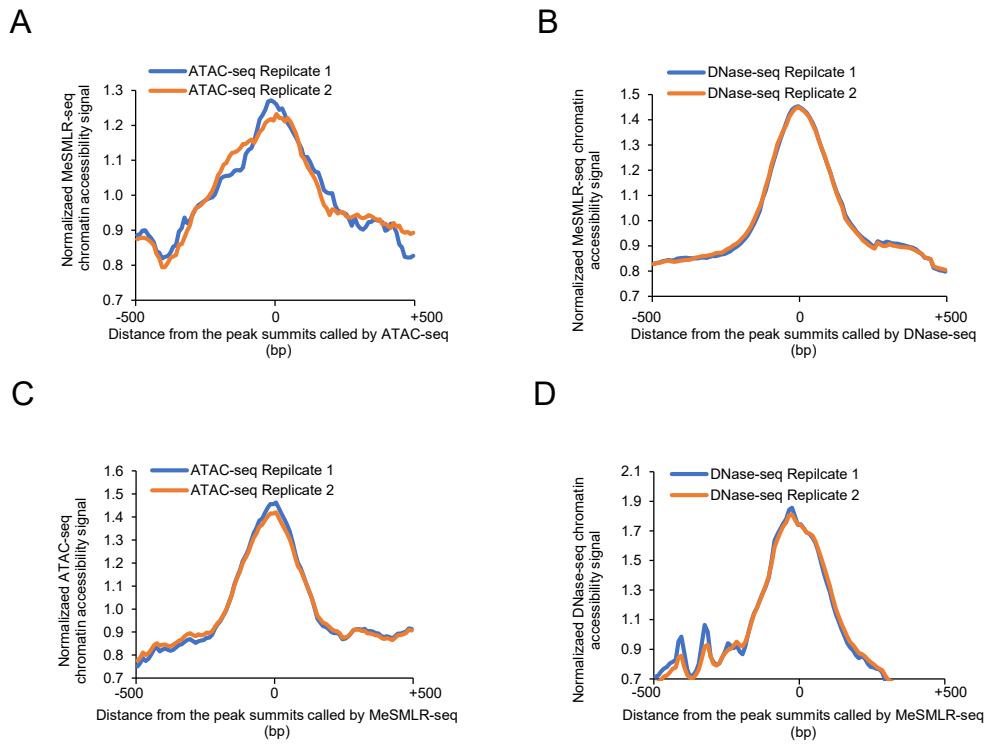 A
Normalizaed MeSMLR-seq
chromatin accessibility signal
ATAC-seq Repilcate 1
ATAC-seq Replicate 2
1.3
1.2
1.1
1.0
0.9
0.8
0.7
-500 0 +500
Distance from the peak summits called by ATAC-seq
(bp)
B
Normalizaed MeSMLR-seq chromatin
accessibility signal
DNase-seq Repilcate 1
DNase-seq Replicate 2
1.5
1.4
1.3
1.2
1.1
1.0
0.9
0.8
0.7
-500 0 +500
Distance from the peak summits called by DNase-seq
(bp)
C
Normalizaed ATAC-seq
chromatin accessibility signal
ATAC-seq Repilcate 1
ATAC-seq Replicate 2
1.6
1.5
1.4
1.3
1.2
1.1
1.0
0.9
0.8
0.7
-500 0 +500
Distance from the peak summits called by MeSMLR-seq
(bp)
D
Normalizaed DNase-seq chromatin
accessibility signal
DNase-seq Repilcate 1
DNase-seq Replicate 2
2.1
1.9
1.7
1.5
1.3
1.1
0.9
0.7
-500 0 +500
Distance from the peak summits called by MeSMLR-seq
(bp)